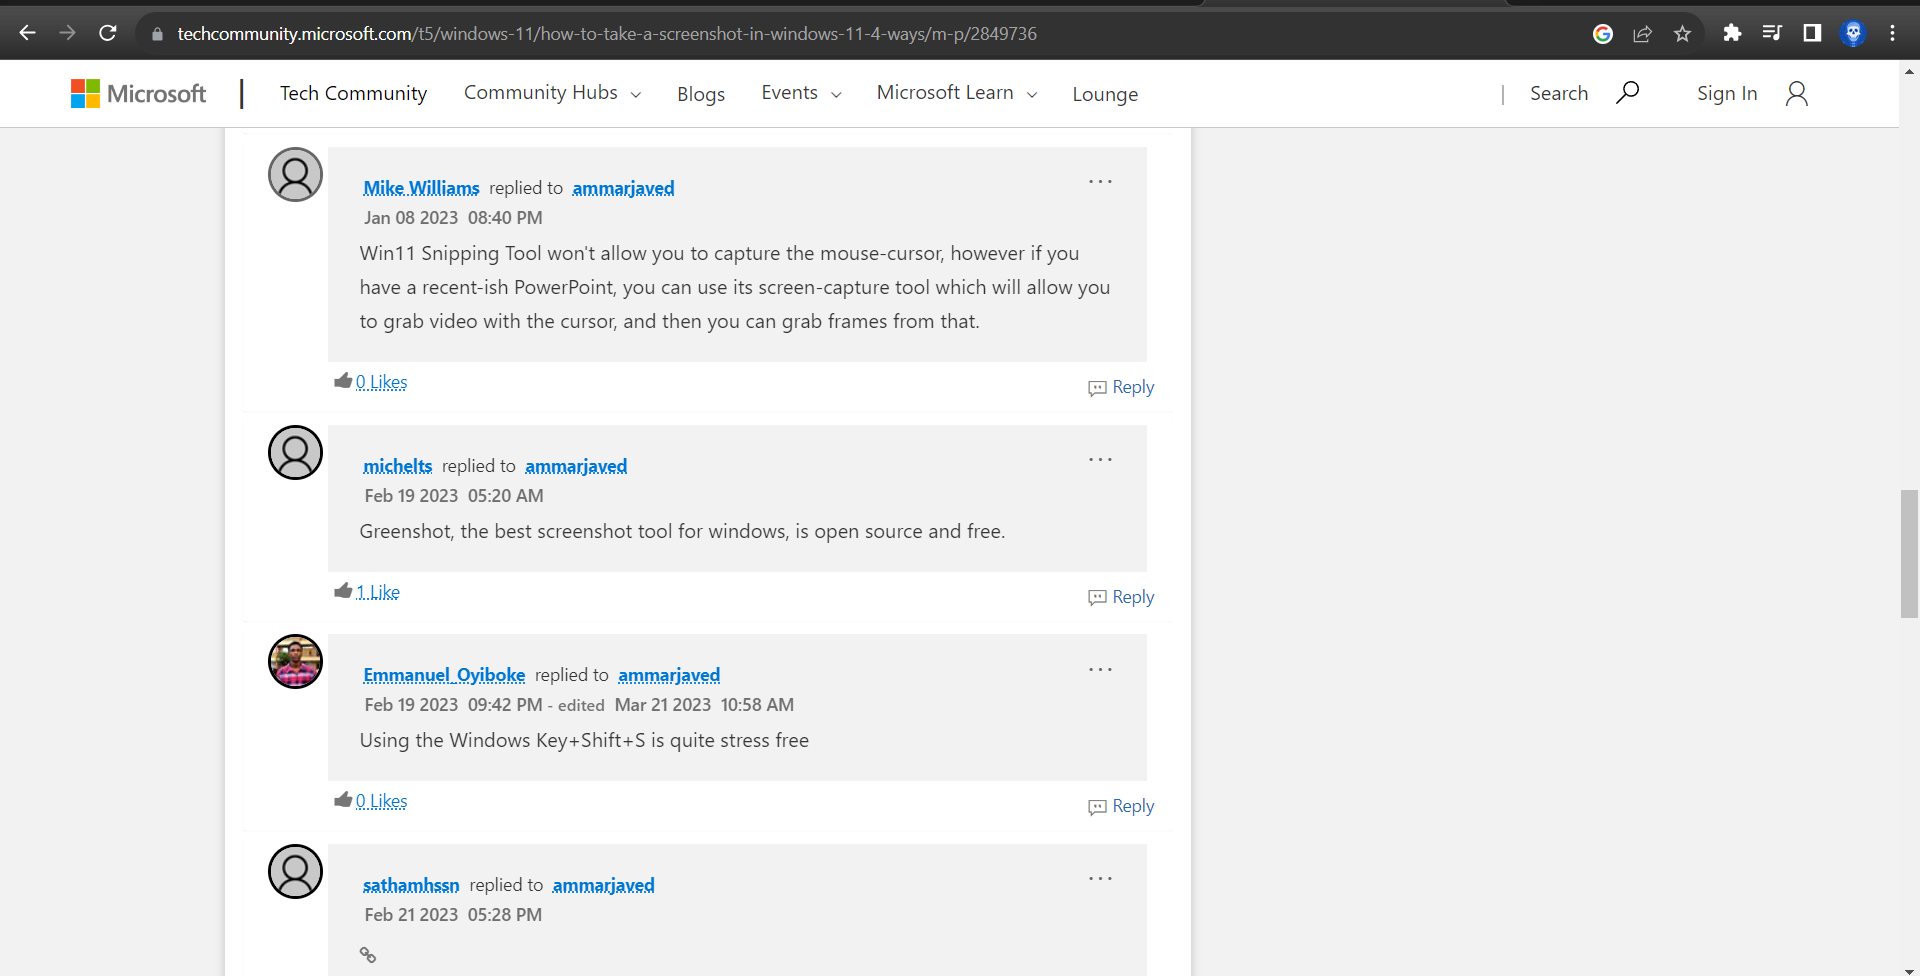 techcommunity.microsoft.com/t5/windows-11/how-to-take-a-screenshot-in-windows-11-4-ways/m-p/2849736
Microsoft | Tech Community Community Hubs Blogs Events Microsoft Learn Lounge | Search Sign In
Mike Williams replied to ammarjaved
Jan 08 2023 08:40 PM
Win11 Snipping Tool won't allow you to capture the mouse-cursor, however if you
have a recent-ish PowerPoint, you can use its screen-capture tool which will allow you
to grab video with the cursor, and then you can grab frames from that.
0 Likes
Reply
michelts replied to ammarjaved
Feb 19 2023 05:20 AM
Greenshot, the best screenshot tool for windows, is open source and free.
1 Like
Reply
Emmanuel_Oyiboke replied to ammarjaved
Feb 19 2023 09:42 PM - edited Mar 21 2023 10:58 AM
Using the Windows Key+Shift+S is quite stress free
0 Likes
Reply
sathamhssn replied to ammarjaved
Feb 21 2023 05:28 PM